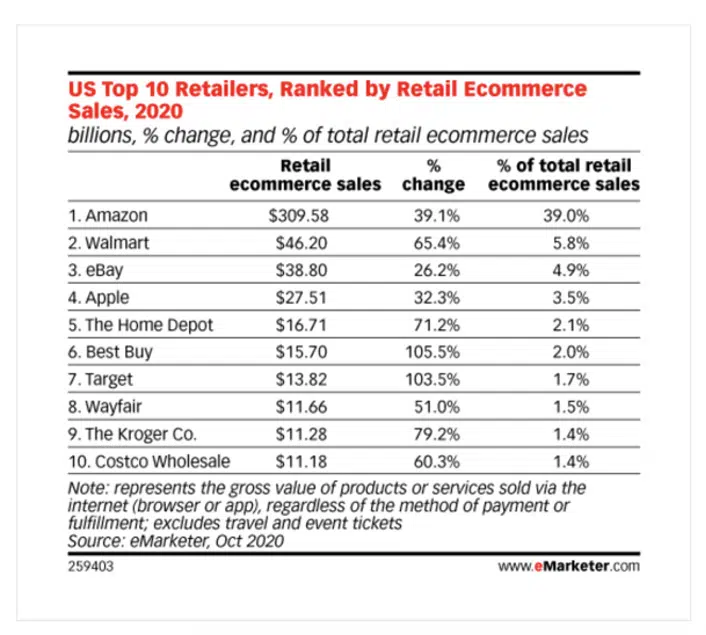 US Top 10 Retailers, Ranked by Retail Ecommerce
Sales, 2020
billions, % change, and % of total retail ecommerce sales
Retail ecommerce sales % change % of total retail ecommerce sales
1. Amazon $309.58 39.1% 39.0%
2. Walmart $46.20 65.4% 5.8%
3. eBay $38.80 26.2% 4.9%
4. Apple $27.51 32.3% 3.5%
5. The Home Depot $16.71 71.2% 2.1%
6. Best Buy $15.70 105.5% 2.0%
7. Target $13.82 103.5% 1.7%
8. Wayfair $11.66 51.0% 1.5%
9. The Kroger Co. $11.28 79.2% 1.4%
10. Costco Wholesale $11.18 60.3% 1.4%
Note: represents the gross value of products or services sold via the
internet (browser or app), regardless of the method of payment or
fulfillment; excludes travel and event tickets
Source: eMarketer, Oct 2020
259403 www.eMarketer.com